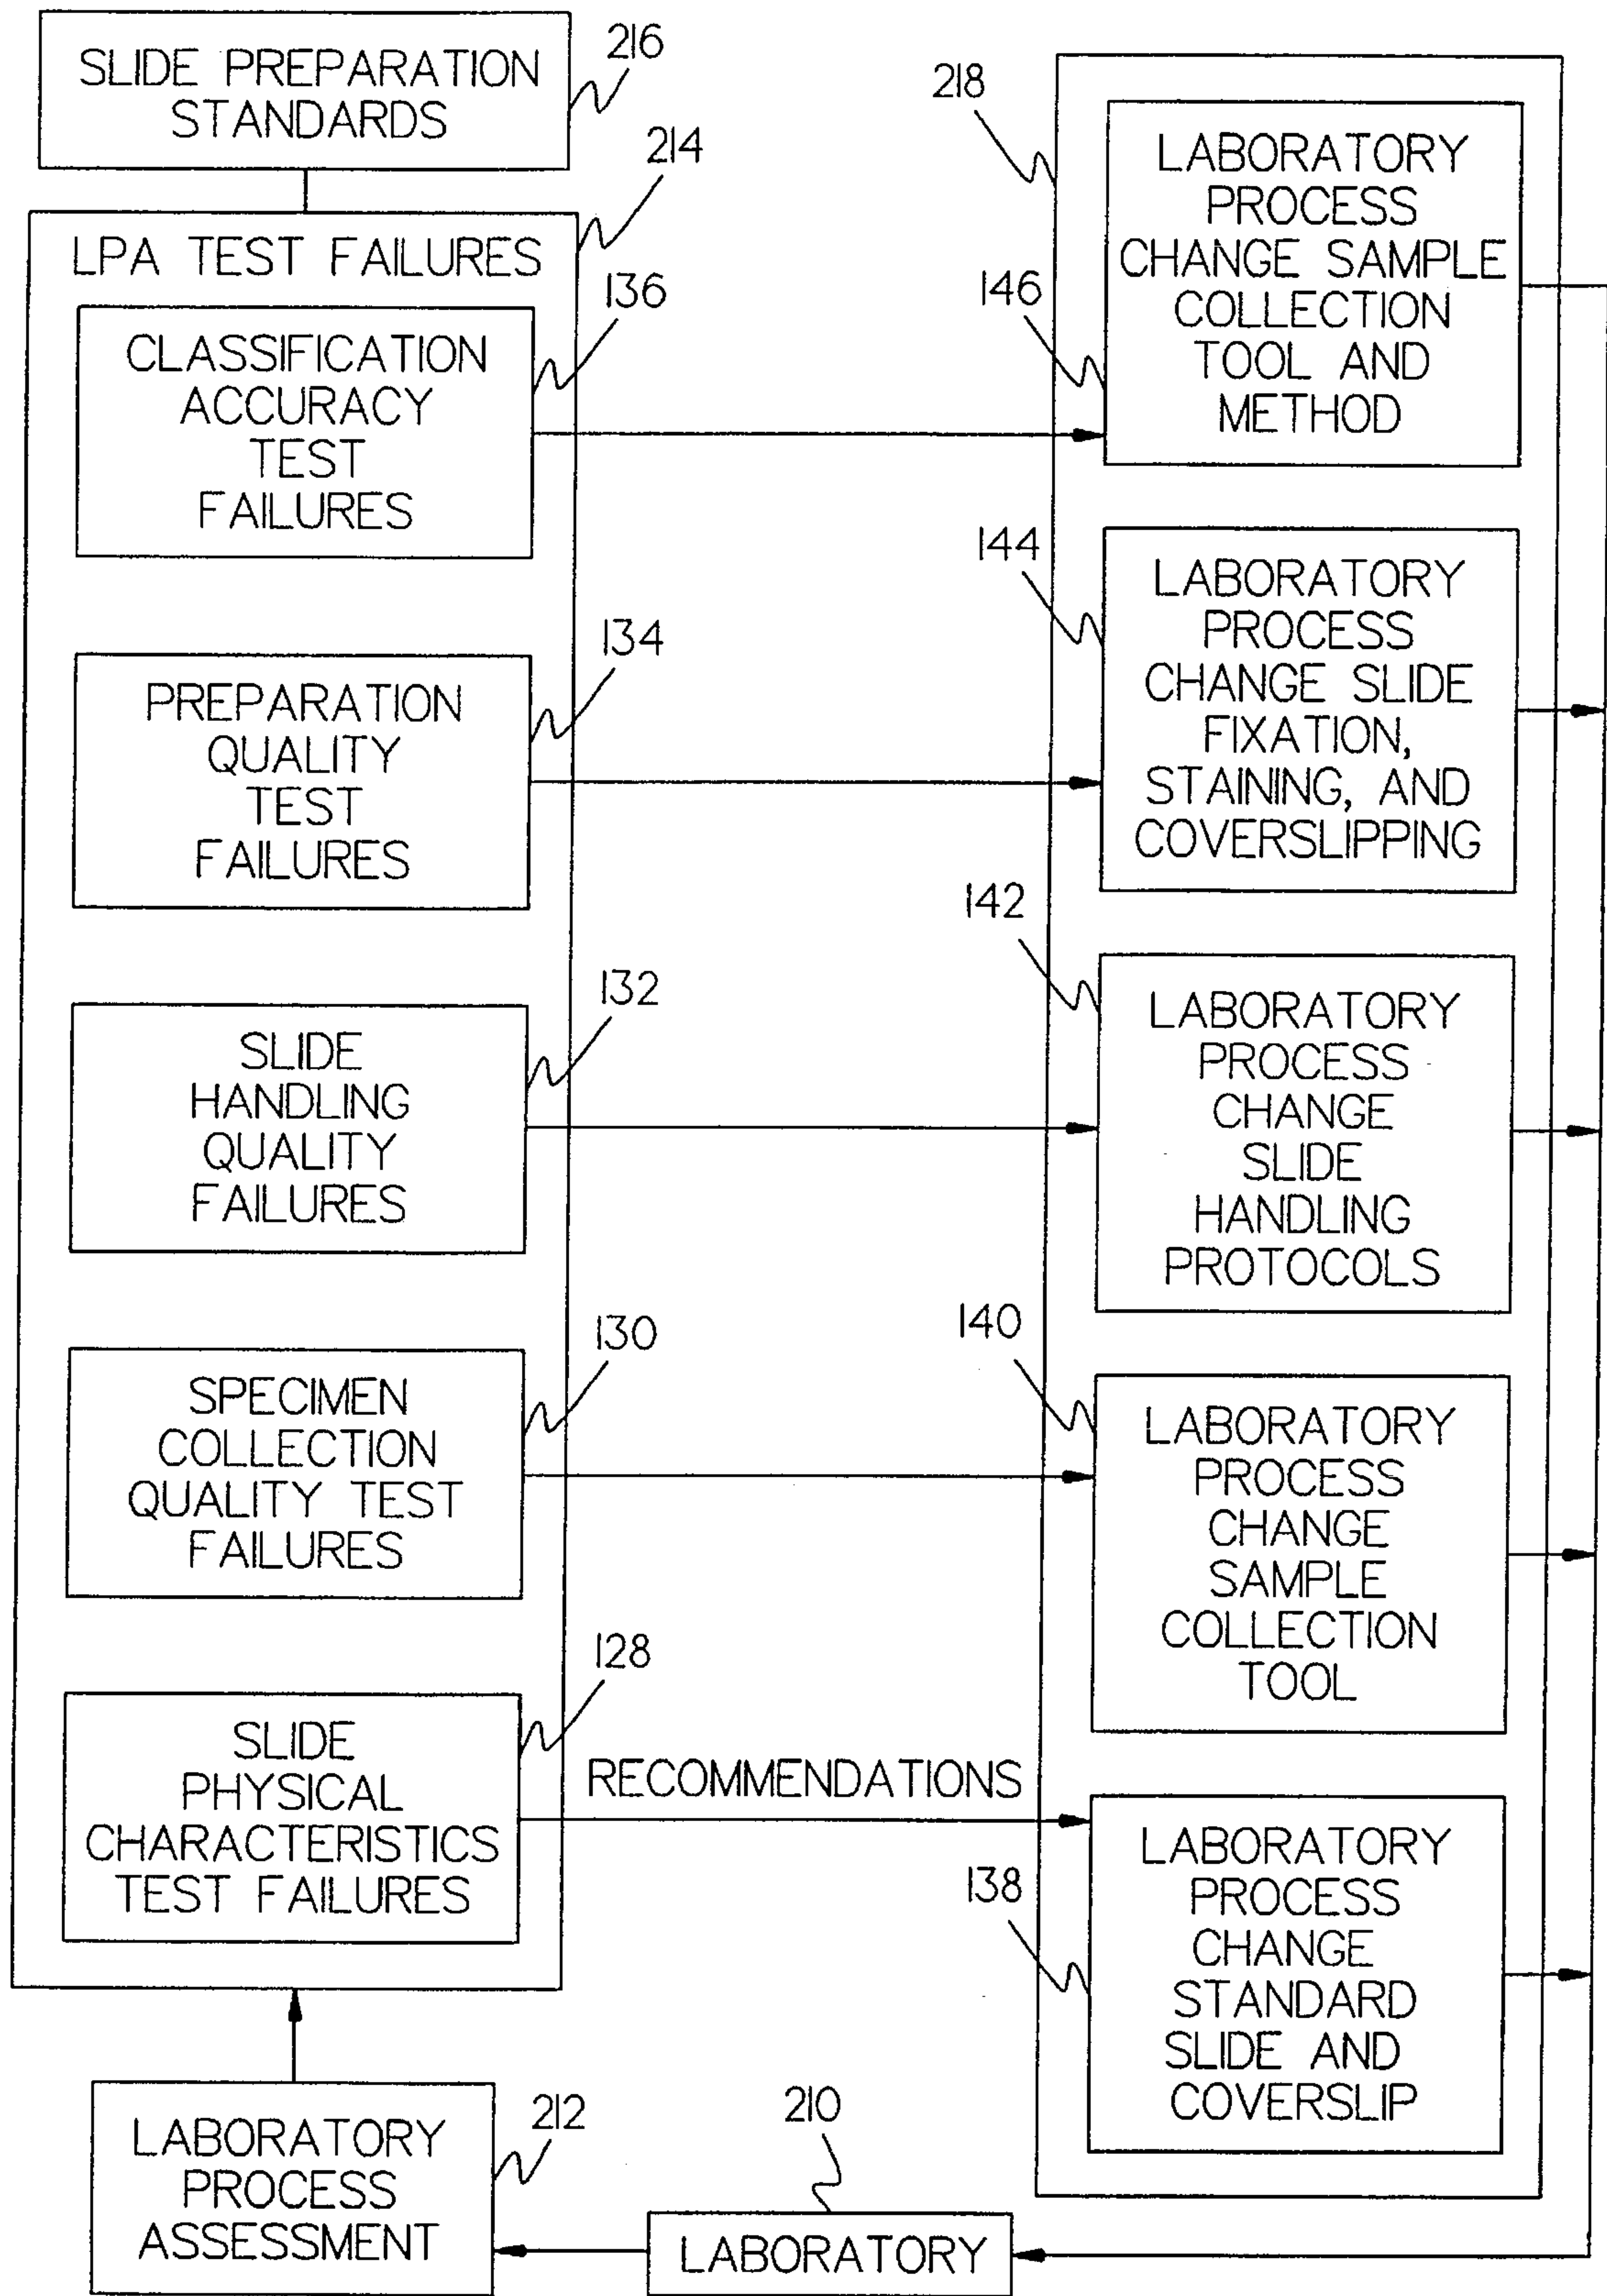 SLIDE PREPARATION
STANDARDS
216
214
LPA TEST FAILURES
136
CLASSIFICATION
ACCURACY
TEST
FAILURES
134
PREPARATION
QUALITY
TEST
FAILURES
132
SLIDE
HANDLING
QUALITY
FAILURES
130
SPECIMEN
COLLECTION
QUALITY TEST
FAILURES
128
SLIDE
PHYSICAL
CHARACTERISTICS
TEST FAILURES
RECOMMENDATIONS
218
146
LABORATORY
PROCESS
CHANGE SAMPLE
COLLECTION
TOOL AND
METHOD
144
LABORATORY
PROCESS
CHANGE SLIDE
FIXATION,
STAINING, AND
COVERSLIPPING
142
LABORATORY
PROCESS
CHANGE
SLIDE
HANDLING
PROTOCOLS
140
LABORATORY
PROCESS
CHANGE
SAMPLE
COLLECTION
TOOL
138
LABORATORY
PROCESS
CHANGE
STANDARD
SLIDE AND
COVERSLIP
LABORATORY
PROCESS
ASSESSMENT
212
210
LABORATORY